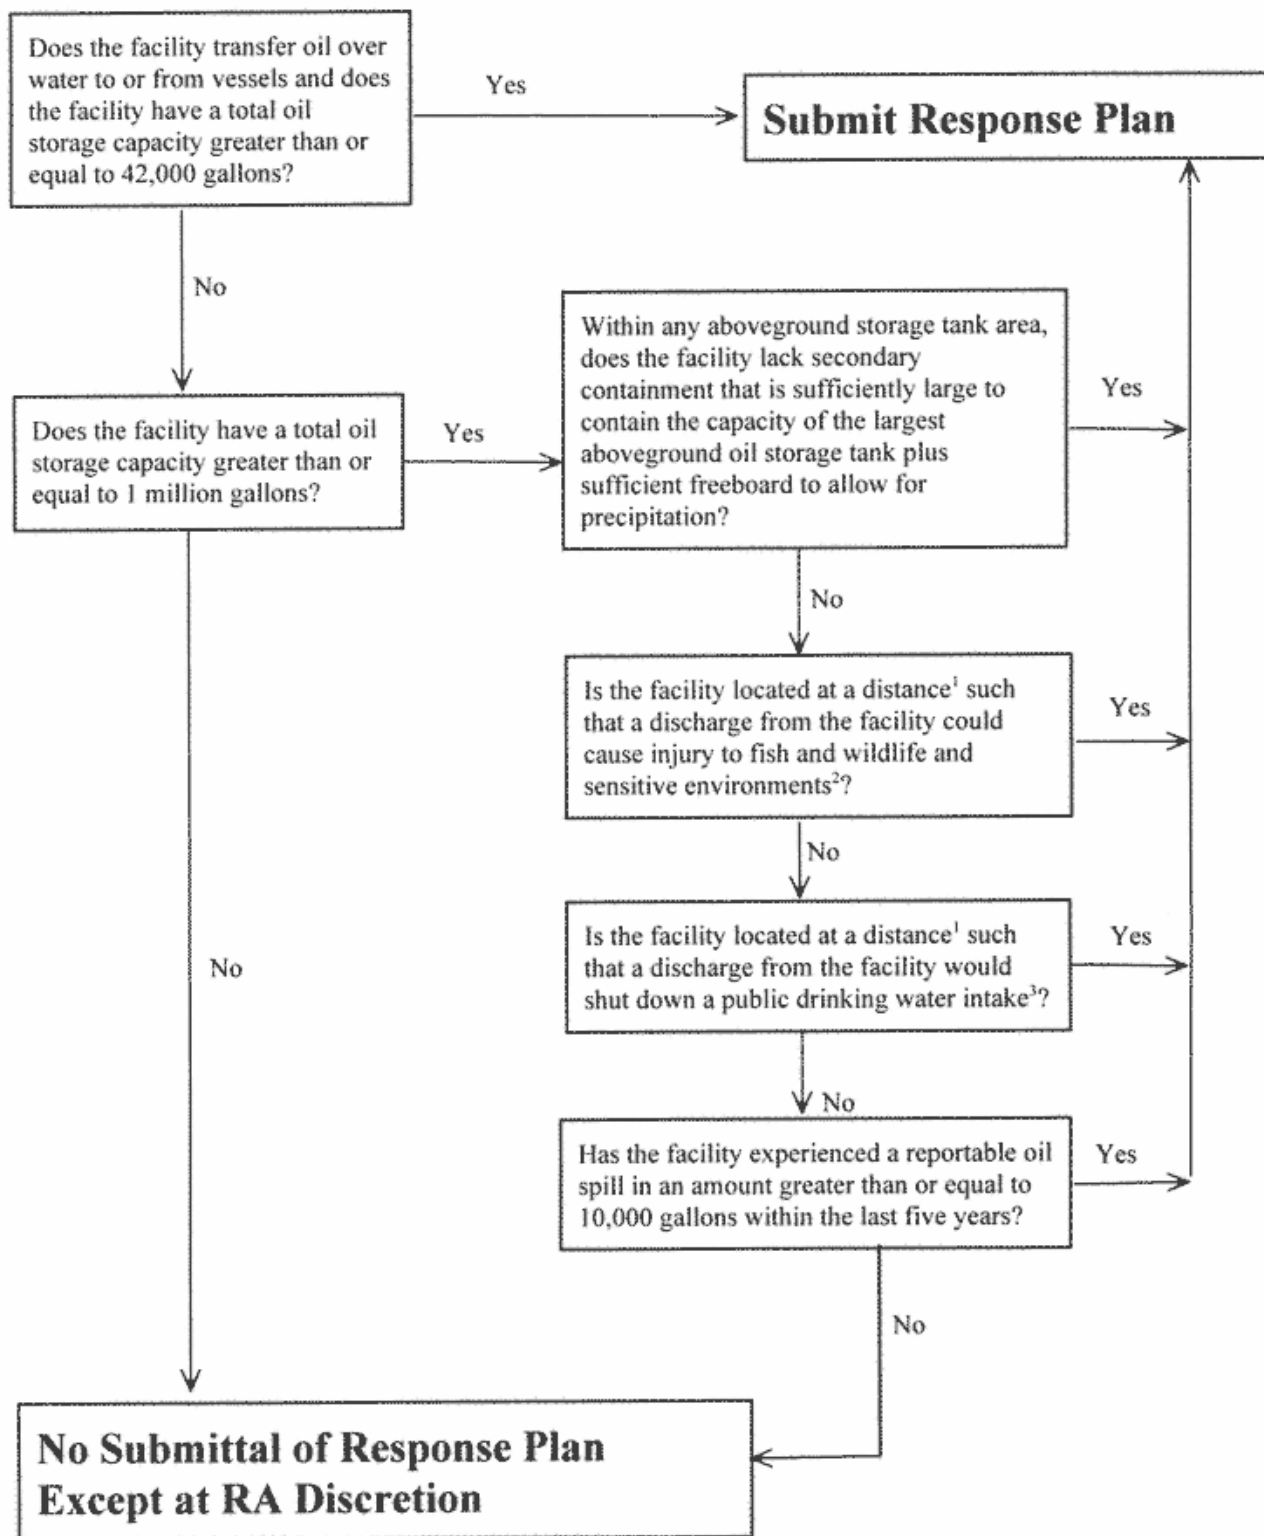 Does the facility transfer oil over
water to or from vessels and does
the facility have a total oil
storage capacity greater than or
equal to 42,000 gallons?
Yes
Submit Response Plan
No
Does the facility have a total oil
storage capacity greater than or
equal to 1 million gallons?
Yes
Within any aboveground storage tank area,
does the facility lack secondary
containment that is sufficiently large to
contain the capacity of the largest
aboveground oil storage tank plus
sufficient freeboard to allow for
precipitation?
Yes
No
Is the facility located at a distance¹ such
that a discharge from the facility could
cause injury to fish and wildlife and
sensitive environments²?
Yes
No
Is the facility located at a distance¹ such
that a discharge from the facility would
shut down a public drinking water intake³?
Yes
No
No
Has the facility experienced a reportable oil
spill in an amount greater than or equal to
10,000 gallons within the last five years?
Yes
No
No Submittal of Response Plan
Except at RA Discretion